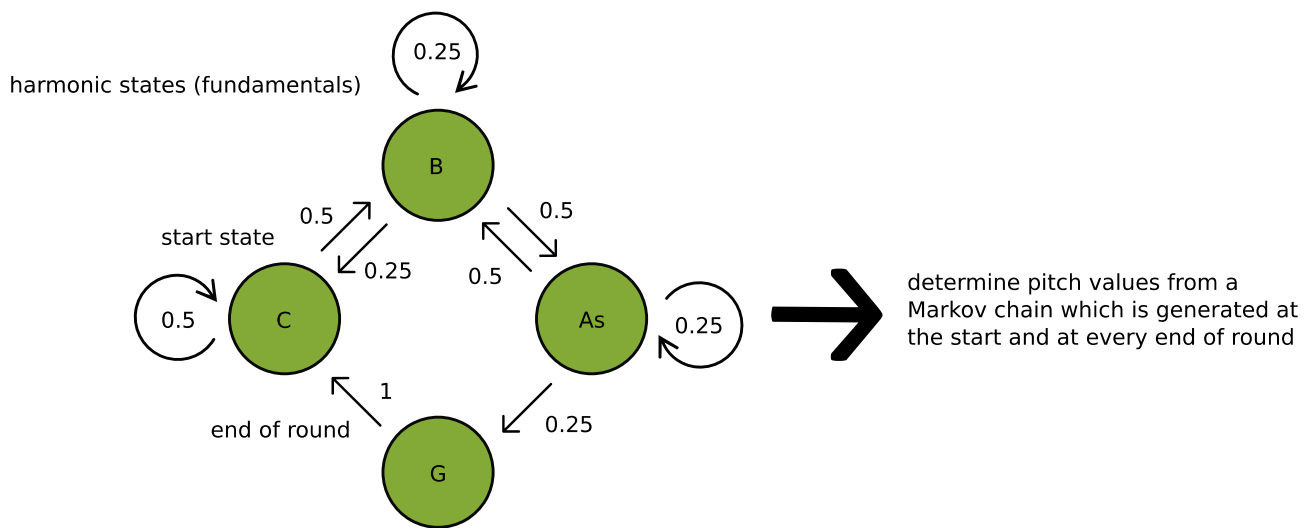 0.25
harmonic states (fundamentals)
B
0.5
0.5
start state
0.25
0.5
0.5
C
As
0.25
determine pitch values from a
Markov chain which is generated at
the start and at every end of round
1
end of round
0.25
G